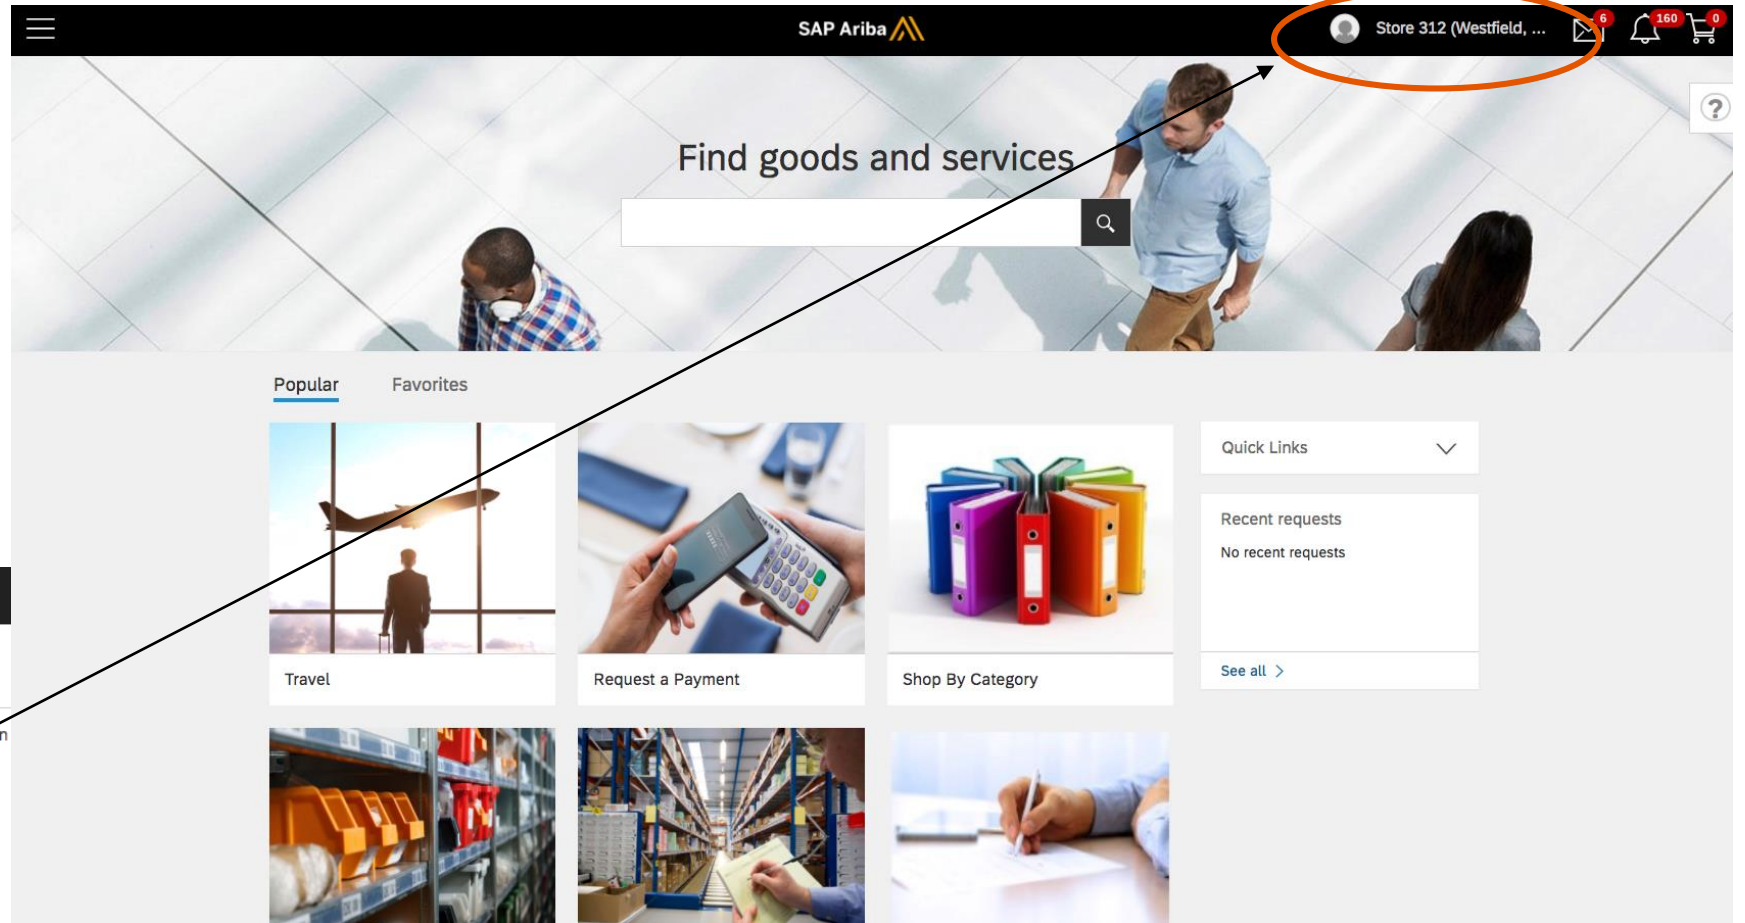 SAP Ariba
Store 312 (Westfield, ...
6
160
0
?
Find goods and services
Popular
Favorites
Quick Links
Recent requests
No recent requests
See all >
Travel
Request a Payment
Shop By Category
n